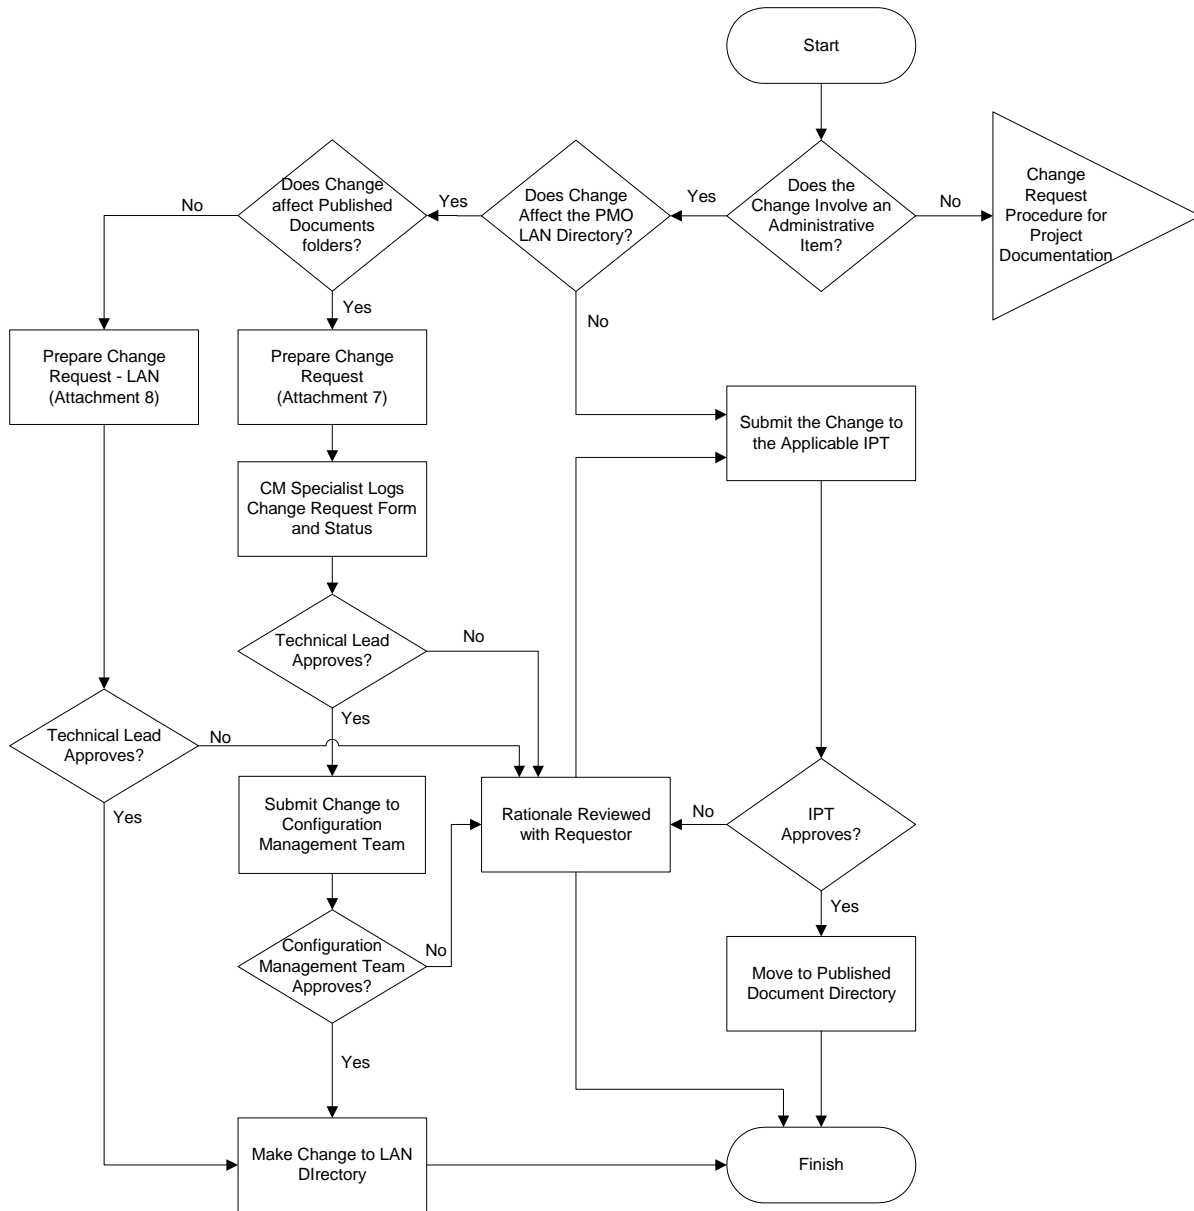 Start
Does the
Change Involve an
Administrative
Item?
No
Change
Request
Procedure for
Project
Documentation
Yes
Does Change
Affect the PMO
LAN Directory?
Yes
Does Change
affect Published
Documents
folders?
No
Yes
No
Prepare Change
Request - LAN
(Attachment 8)
Prepare Change
Request
(Attachment 7)
Submit the Change to
the Applicable IPT
CM Specialist Logs
Change Request Form
and Status
Technical Lead
Approves?
No
Yes
Technical Lead
Approves?
No
Yes
Submit Change to
Configuration
Management Team
Rationale Reviewed
with Requestor
No
IPT
Approves?
Yes
Configuration
Management Team
Approves?
No
Yes
Move to Published
Document Directory
Make Change to LAN
DIrectory
Finish